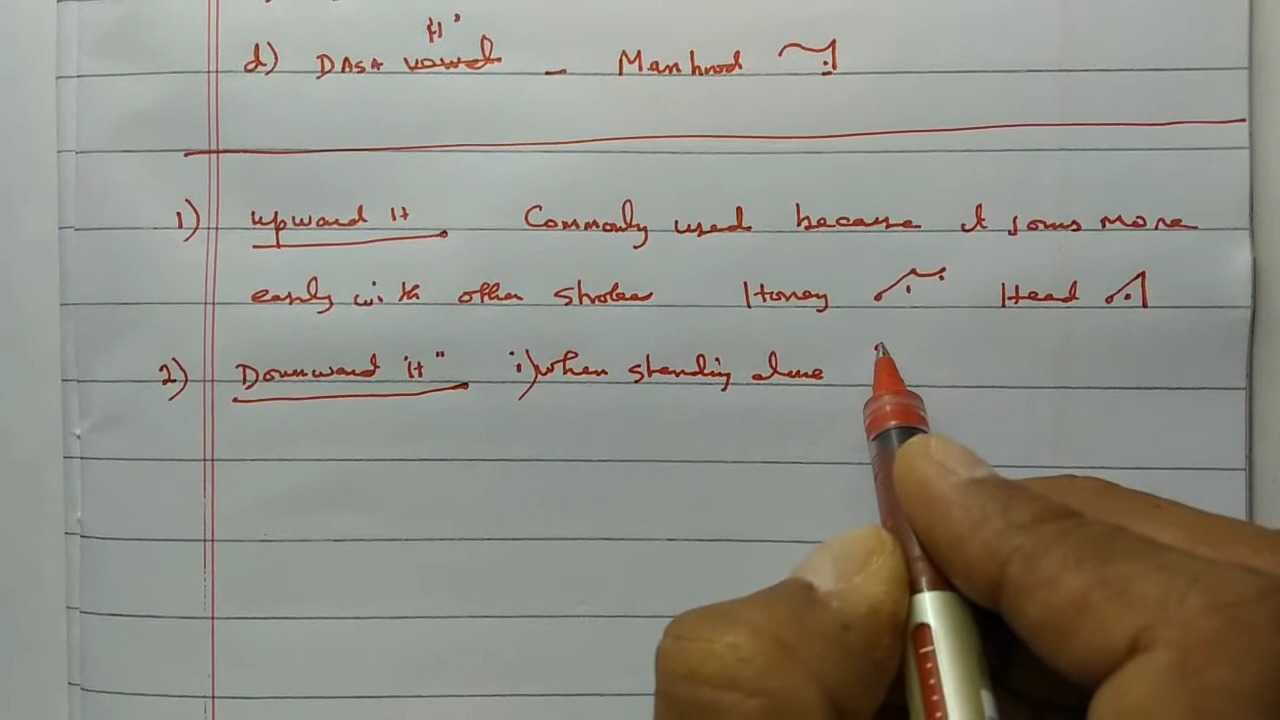 "H"
d) DASH vowel - Manhood
1) upward H Commonly used because it joins more
easily with other strokes Honey Head
2) Downward "H" i) when standing alone